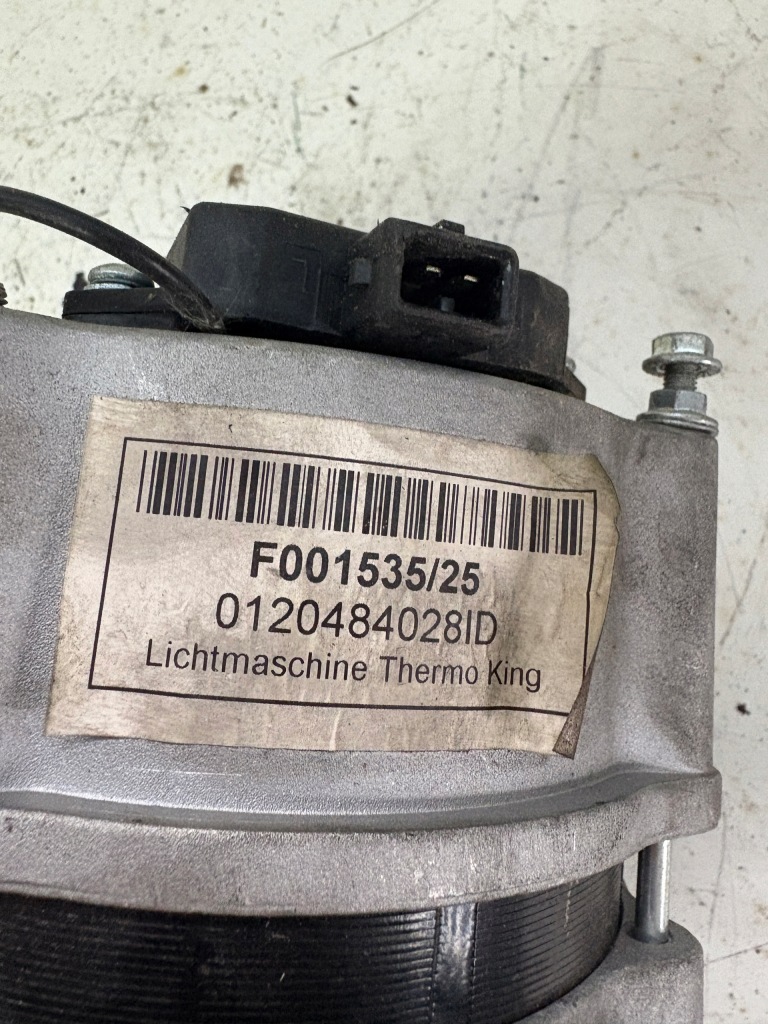 F001535/25
0120484028ID
Lichtmaschine Thermo King